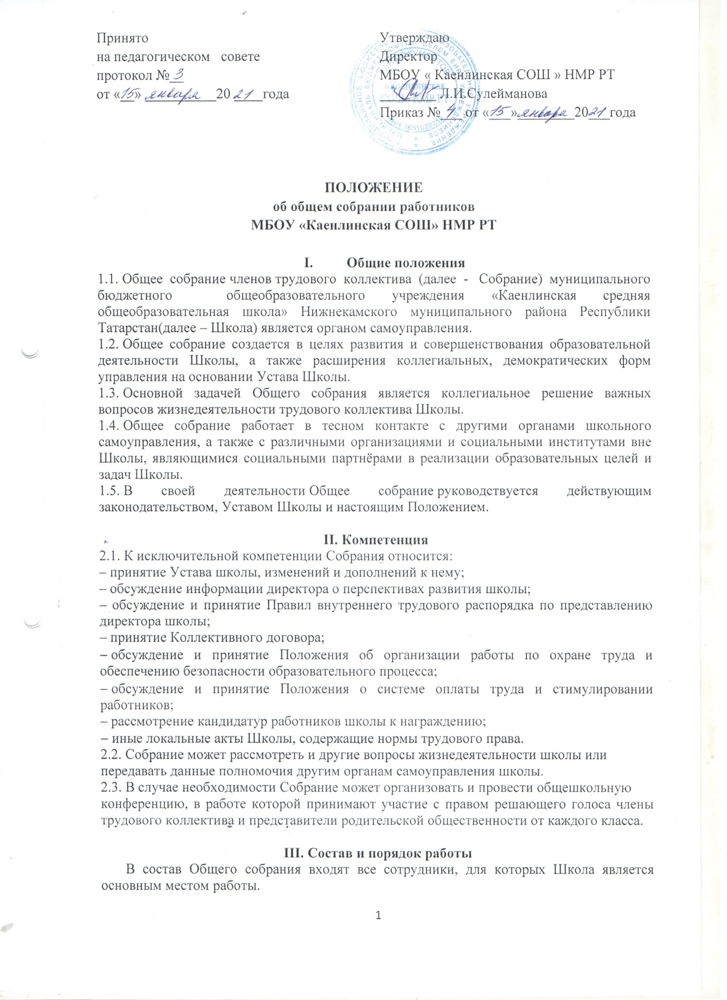 Принято
на педагогическом совете
протокол № 3
от «15» января 20 21 года
Утверждаю
Директор
МБОУ « Каенлинская СОШ » НМР РТ
Л.И.Сулейманова
Приказ № 4 от «15» января 2021 года
ПОЛОЖЕНИЕ
об общем собрании работников
МБОУ «Каенлинская СОШ» НМР РТ
I. Общие положения
1.1. Общее собрание членов трудового коллектива (далее - Собрание) муниципального
бюджетного общеобразовательного учреждения «Каенлинская средняя
общеобразовательная школа» Нижнекамского муниципального района Республики
Татарстан(далее – Школа) является органом самоуправления.
1.2. Общее собрание создается в целях развития и совершенствования образовательной
деятельности Школы, а также расширения коллегиальных, демократических форм
управления на основании Устава Школы.
1.3. Основной задачей Общего собрания является коллегиальное решение важных
вопросов жизнедеятельности трудового коллектива Школы.
1.4. Общее собрание работает в тесном контакте с другими органами школьного
самоуправления, а также с различными организациями и социальными институтами вне
Школы, являющимися социальными партнёрами в реализации образовательных целей и
задач Школы.
1.5. В своей деятельности Общее собрание руководствуется действующим
законодательством, Уставом Школы и настоящим Положением.
II. Компетенция
2.1. К исключительной компетенции Собрания относится:
– принятие Устава школы, изменений и дополнений к нему;
– обсуждение информации директора о перспективах развития школы;
– обсуждение и принятие Правил внутреннего трудового распорядка по представлению
директора школы;
– принятие Коллективного договора;
– обсуждение и принятие Положения об организации работы по охране труда и
обеспечению безопасности образовательного процесса;
– обсуждение и принятие Положения о системе оплаты труда и стимулировании
работников;
– рассмотрение кандидатур работников школы к награждению;
– иные локальные акты Школы, содержащие нормы трудового права.
2.2. Собрание может рассмотреть и другие вопросы жизнедеятельности школы или
передавать данные полномочия другим органам самоуправления школы.
2.3. В случае необходимости Собрание может организовать и провести общешкольную
конференцию, в работе которой принимают участие с правом решающего голоса члены
трудового коллектива и представители родительской общественности от каждого класса.
III. Состав и порядок работы
В состав Общего собрания входят все сотрудники, для которых Школа является
основным местом работы.
1